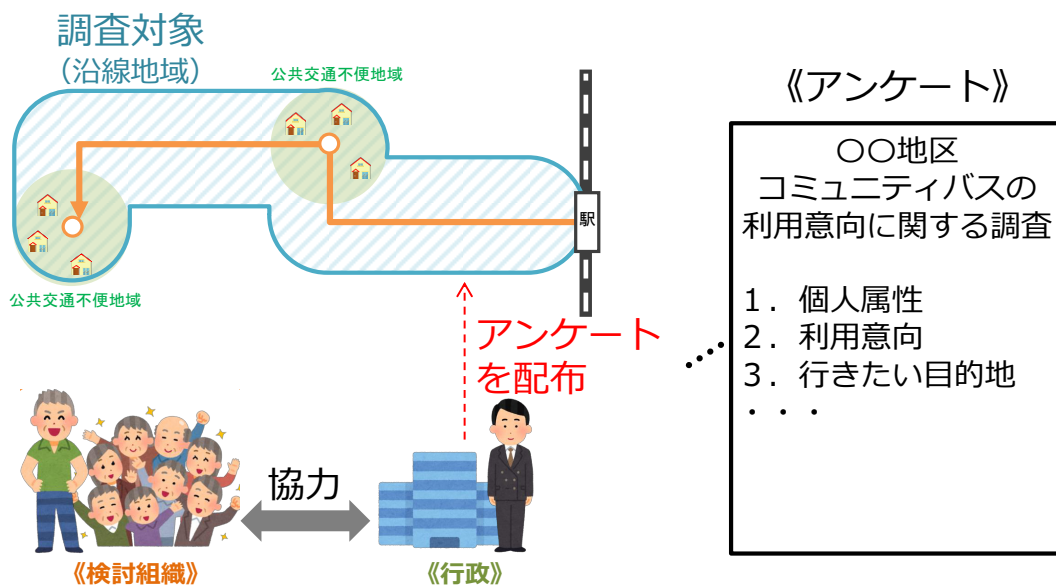 調査対象
（沿線地域）
公共交通不便地域
駅
公共交通不便地域
アンケート
を配布
協力
《検討組織》
《行政》
《アンケート》
〇〇地区
コミュニティバスの
利用意向に関する調査
１．個人属性
２．利用意向
３．行きたい目的地
・・・